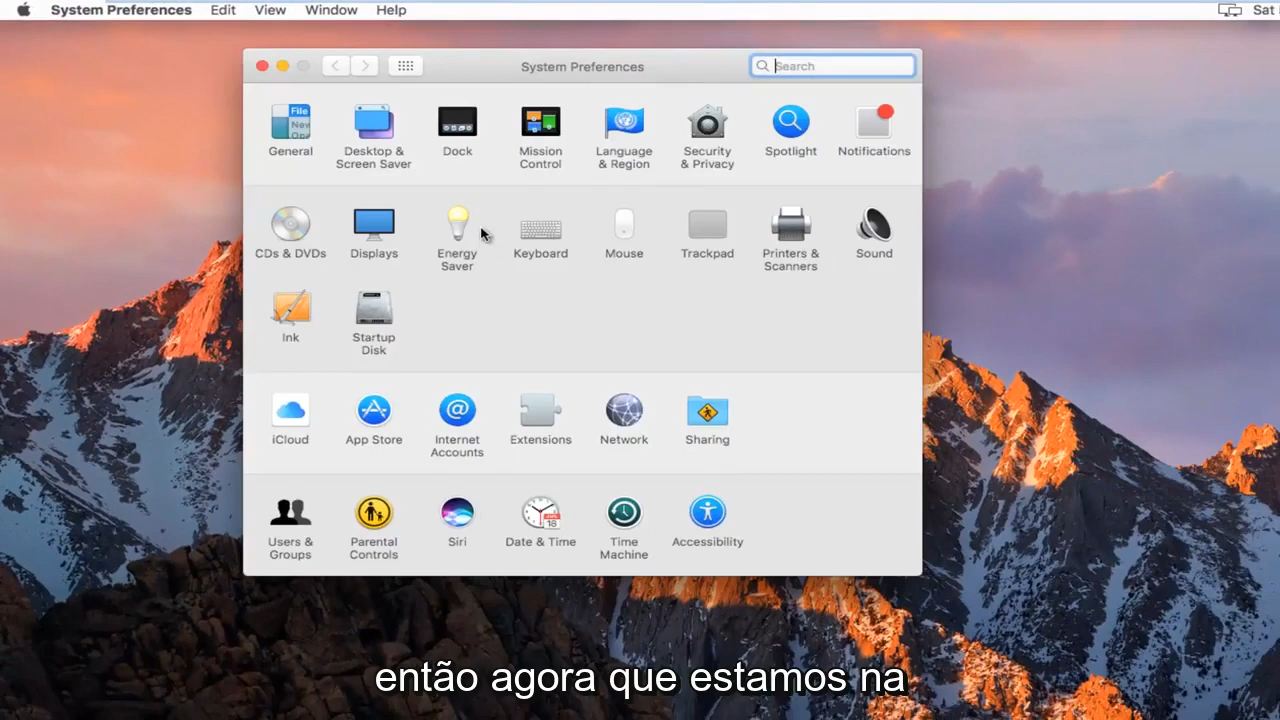 System Preferences Edit View Window Help Sat
System Preferences
Search
General
Desktop &
Screen Saver
Dock
Mission
Control
Language
& Region
Security
& Privacy
Spotlight
Notifications
CDs & DVDs
Displays
Energy
Saver
Keyboard
Mouse
Trackpad
Printers &
Scanners
Sound
Ink
Startup
Disk
iCloud
App Store
Internet
Accounts
Extensions
Network
Sharing
Users &
Groups
Parental
Controls
Siri
Date & Time
Time
Machine
Accessibility
File
New
18
então agora que estamos na